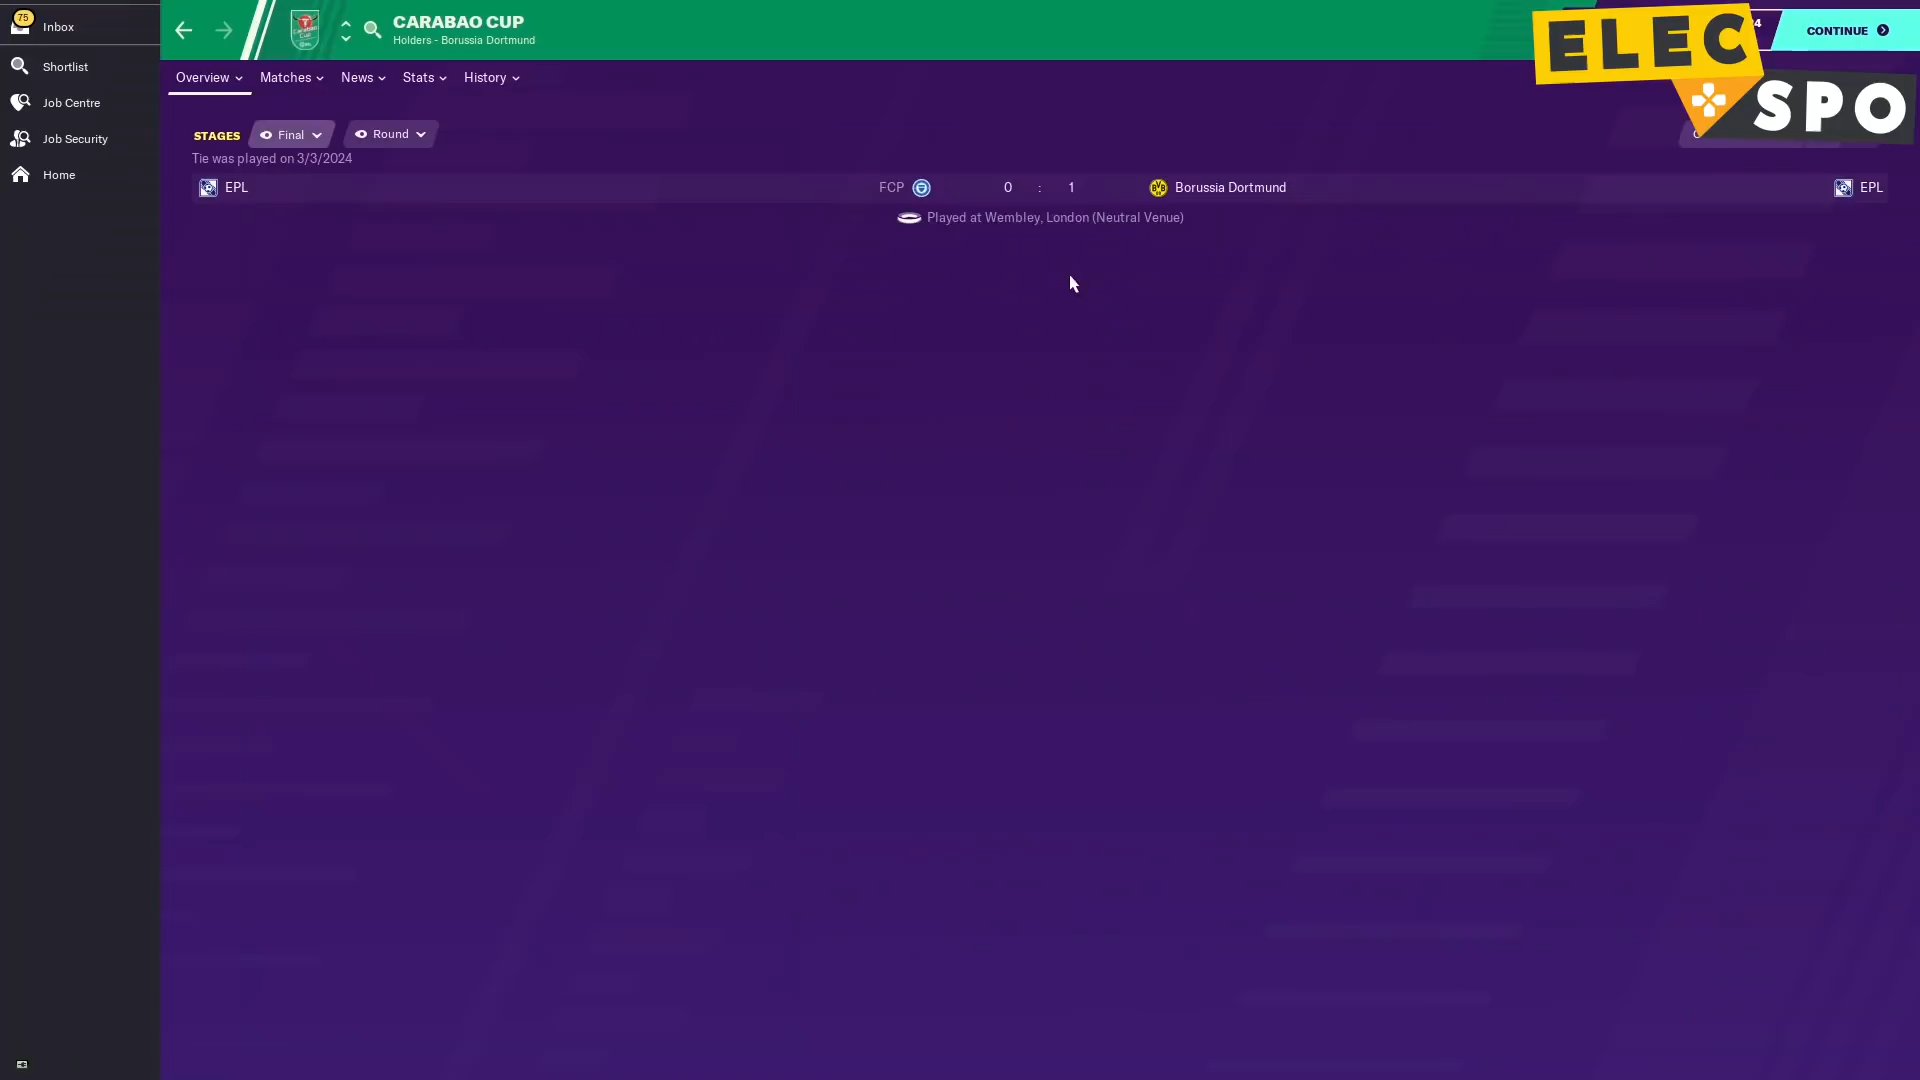 75
Inbox
Shortlist
Job Centre
Job Security
Home
CARABAO CUP
Holders - Borussia Dortmund
CONTINUE
ELEC
SPO
Overview
Matches
News
Stats
History
STAGES
Final
Round
Tie was played on 3/3/2024
EPL
FCP
0 : 1
Borussia Dortmund
EPL
Played at Wembley, London (Neutral Venue)